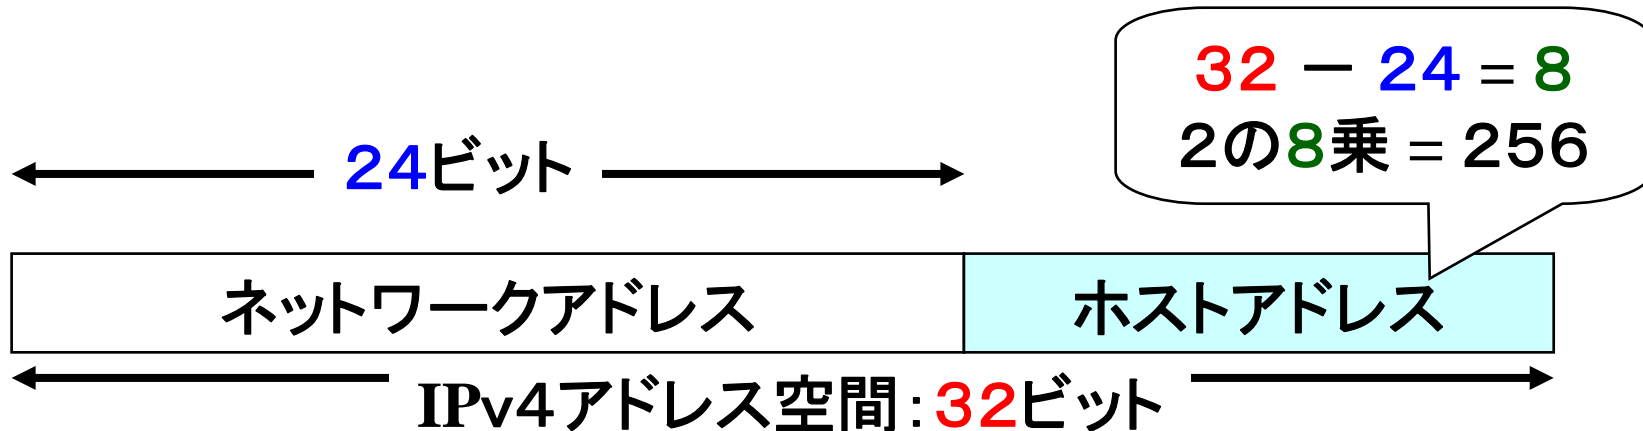 32 － 24 = 8
2の8乗 = 256
24ビット
ネットワークアドレス
ホストアドレス
IPv4アドレス空間：32ビット